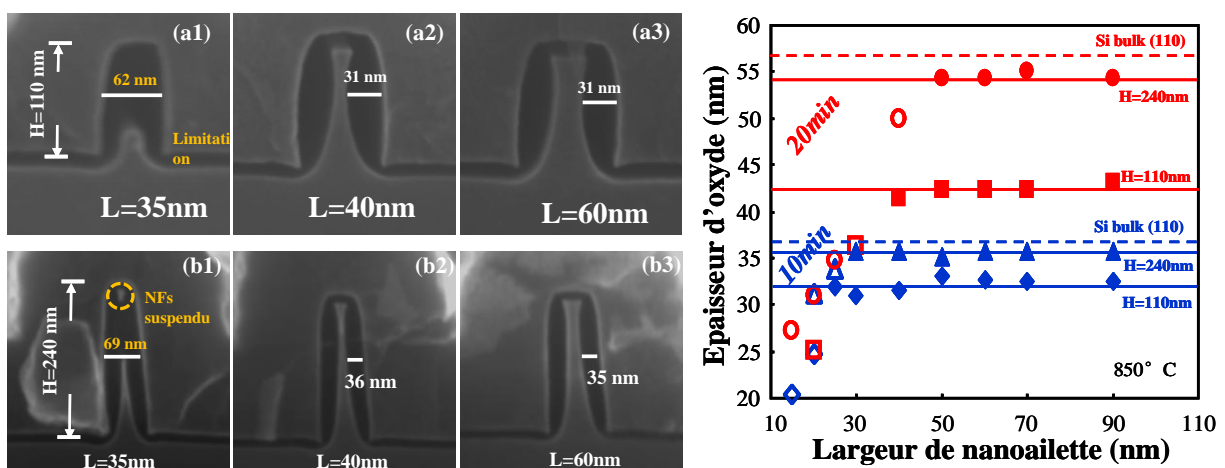 (a1)
H=110 nm
62 nm
Limitati
on
L=35nm
(a2)
31 nm
L=40nm
(a3)
31 nm
L=60nm
(b1)
NFs
suspendu
H=240 nm
69 nm
L=35nm
(b2)
36 nm
L=40nm
(b3)
35 nm
L=60nm
Epaisseur d'oxyde (nm)
60
55
50
45
40
35
30
25
20
Si bulk (110)
H=240nm
20min
H=110nm
Si bulk (110)
10min
H=240nm
H=110nm
850° C
10 30 50 70 90 110
Largeur de nanoailette (nm)